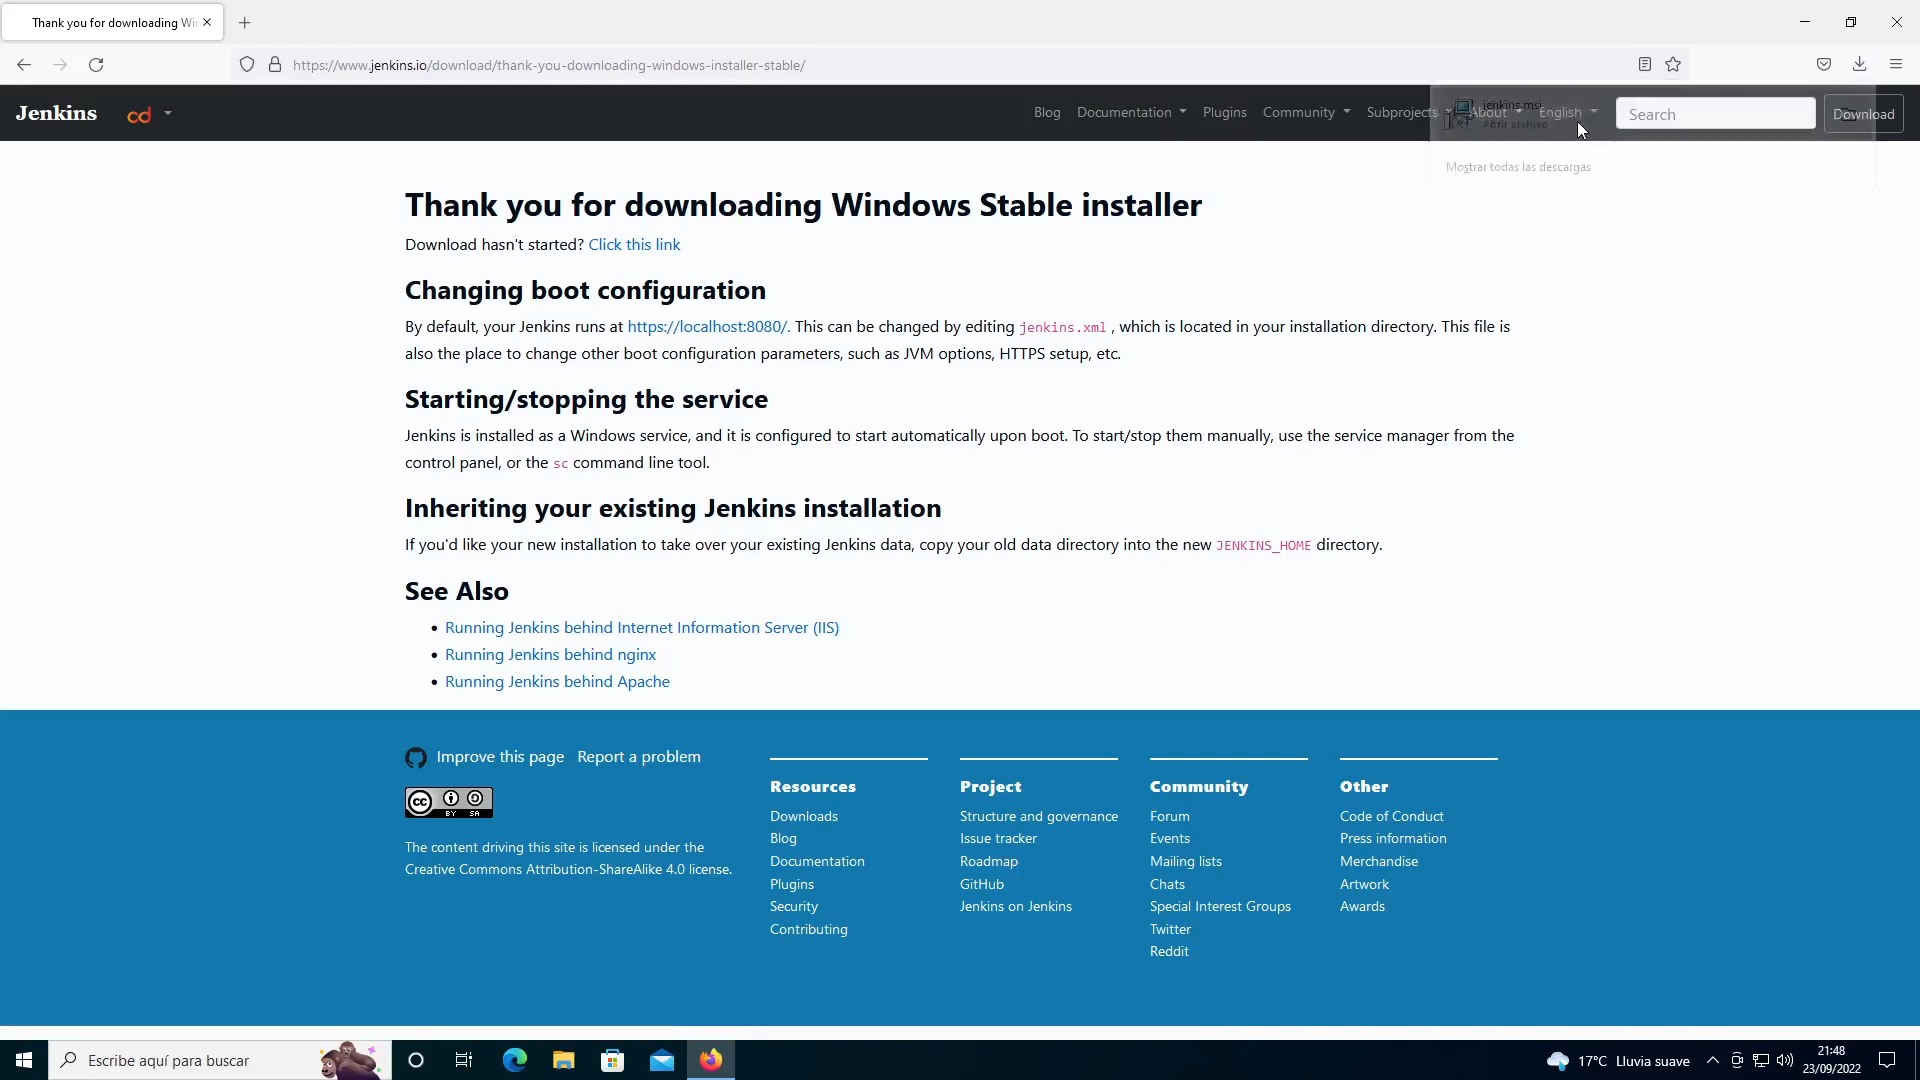 Thank you for downloading Win
https://www.jenkins.io/download/thank-you-downloading-windows-installer-stable/
Jenkins
cd
Blog
Documentation
Plugins
Community
Subprojects
About
English
Search
Download
jenkins.msi
Abrir archivo
Mostrar todas las descargas
Thank you for downloading Windows Stable installer
Download hasn't started? Click this link
Changing boot configuration
By default, your Jenkins runs at https://localhost:8080/. This can be changed by editing jenkins.xml , which is located in your installation directory. This file is
also the place to change other boot configuration parameters, such as JVM options, HTTPS setup, etc.
Starting/stopping the service
Jenkins is installed as a Windows service, and it is configured to start automatically upon boot. To start/stop them manually, use the service manager from the
control panel, or the sc command line tool.
Inheriting your existing Jenkins installation
If you'd like your new installation to take over your existing Jenkins data, copy your old data directory into the new JENKINS_HOME directory.
See Also
Running Jenkins behind Internet Information Server (IIS)
Running Jenkins behind nginx
Running Jenkins behind Apache
Improve this page
Report a problem
CC BY SA
The content driving this site is licensed under the
Creative Commons Attribution-ShareAlike 4.0 license.
Resources
Downloads
Blog
Documentation
Plugins
Security
Contributing
Project
Structure and governance
Issue tracker
Roadmap
GitHub
Jenkins on Jenkins
Community
Forum
Events
Mailing lists
Chats
Special Interest Groups
Twitter
Reddit
Other
Code of Conduct
Press information
Merchandise
Artwork
Awards
Escribe aquí para buscar
17°C Lluvia suave
21:48
23/09/2022